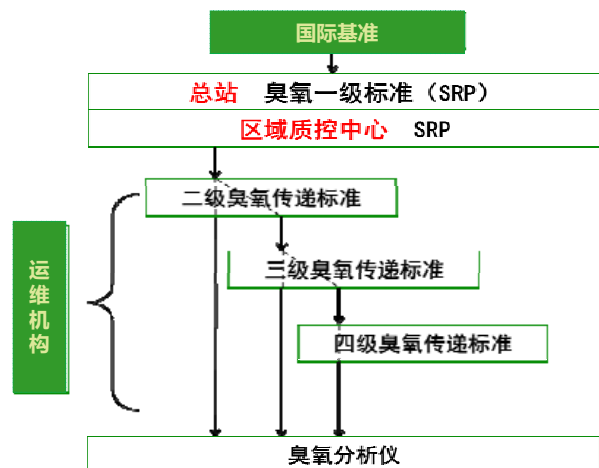 国际基准
总站 臭氧一级标准（SRP）
区域质控中心 SRP
二级臭氧传递标准
运维机构
三级臭氧传递标准
四级臭氧传递标准
臭氧分析仪